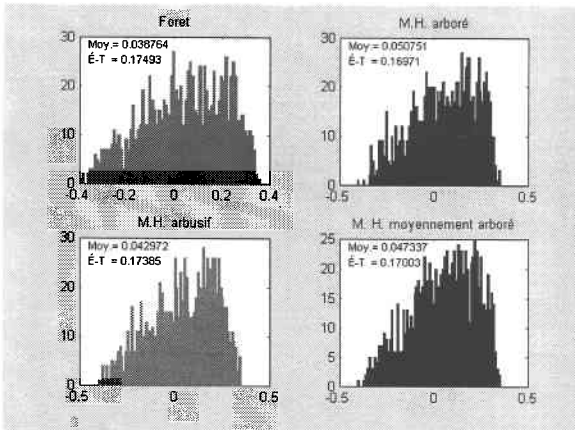 Foret
Moy.= 0.038764
É-T = 0.17493
30
20
10
0
-0.4
-0.2
0
0.2
0.4
M.H. arboré
Moy.= 0.050751
É-T = 0.16971
30
20
10
0
-0.5
0
0.5
M.H. arbusif
Moy.= 0.042972
É-T = 0.17385
30
20
10
0
-0.5
0
0.5
M. H. moyennement arboré
Moy.= 0.047337
É-T = 0.17003
25
20
15
10
5
0
-0.5
0
0.5